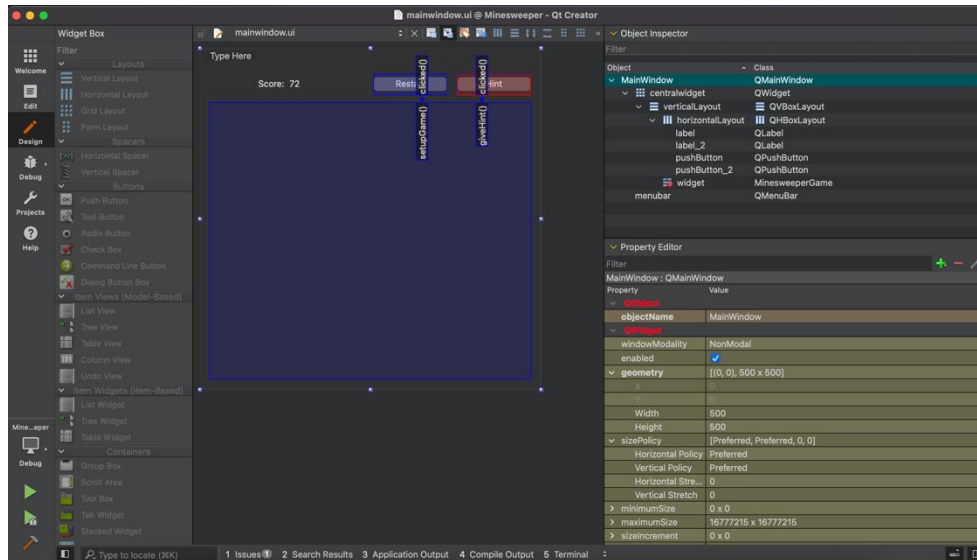 mainwindow.ui @ Minesweeper - Qt Creator
Welcome
Edit
Design
Debug
Projects
Help
Mine...eper
Debug
Widget Box
Filter
Layouts
Vertical Layout
Horizontal Layout
Grid Layout
Form Layout
Spacers
Horizontal Spacer
Vertical Spacer
Buttons
Push Button
Tool Button
Radio Button
Check Box
Command Link Button
Dialog Button Box
Item Views (Model-Based)
List View
Tree View
Table View
Column View
Undo View
Item Widgets (Item-Based)
List Widget
Tree Widget
Table Widget
Containers
Group Box
Scroll Area
Tool Box
Tab Widget
Stacked Widget
mainwindow.ui
Type Here
Score: 72
Hint
clicked()
clicked()
setupGame()
giveHint()
Object Inspector
Filter
Object Class
MainWindow QMainWindow
centralwidget QWidget
verticalLayout QVBoxLayout
horizontalLayout QHBoxLayout
label QLabel
label_2 QLabel
pushButton QPushButton
pushButton_2 QPushButton
widget MinesweeperGame
menubar QMenuBar
Property Editor
Filter
MainWindow : QMainWindow
Property Value
QObject
objectName MainWindow
QWidget
windowModality NonModal
enabled
geometry [(0, 0), 500 x 500]
X 0
Y 0
Width 500
Height 500
sizePolicy [Preferred, Preferred, 0, 0]
Horizontal Policy Preferred
Vertical Policy Preferred
Horizontal Stre... 0
Vertical Stretch 0
minimumSize 0 x 0
maximumSize 16777215 x 16777215
sizeIncrement 0 x 0
Type to locate (⌘K) 1 Issues 1 2 Search Results 3 Application Output 4 Compile Output 5 Terminal